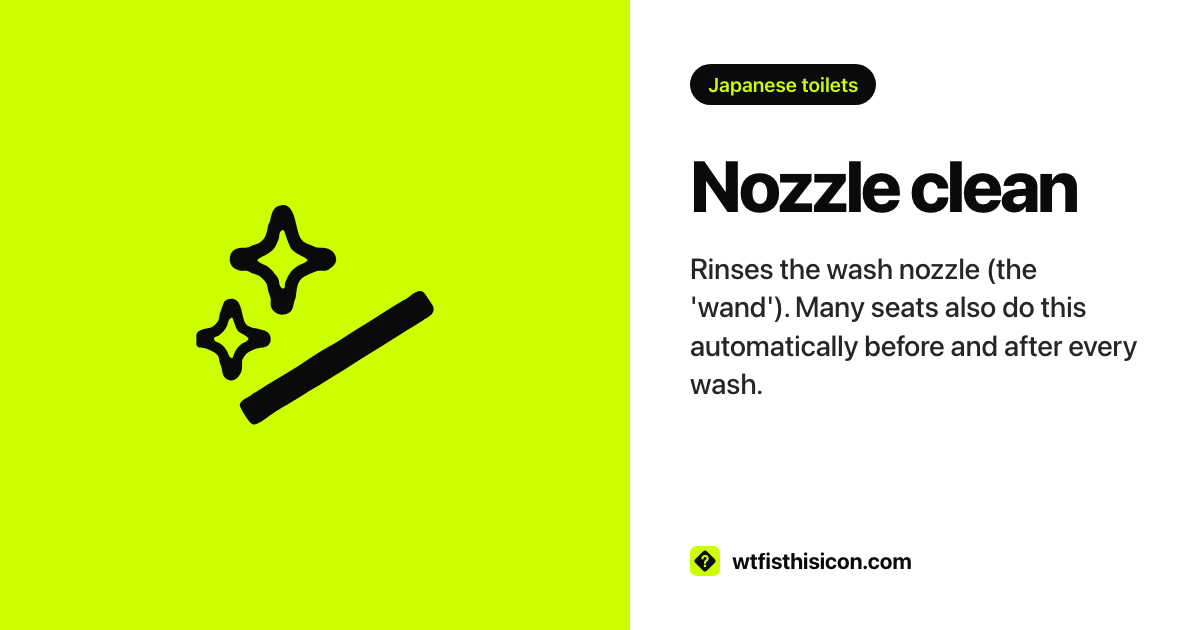 Japanese toilets
Nozzle clean
Rinses the wash nozzle (the
'wand'). Many seats also do this
automatically before and after every
wash.
?
wtfisthisicon.com